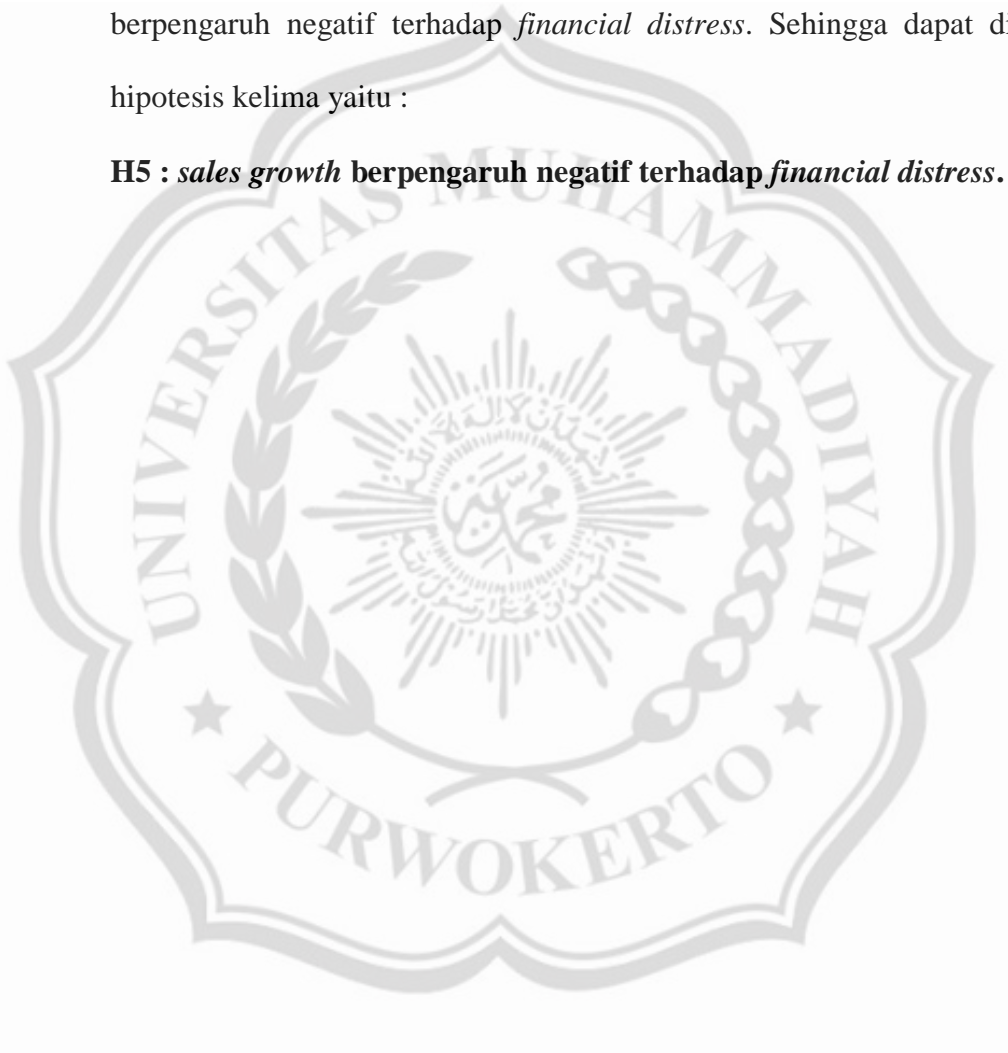 berpengaruh negatif terhadap financial distress. Sehingga dapat di
hipotesis kelima yaitu :
H5 : sales growth berpengaruh negatif terhadap financial distress.
UNIVERSITAS MUHAMMADIYAH
PURWOKERTO